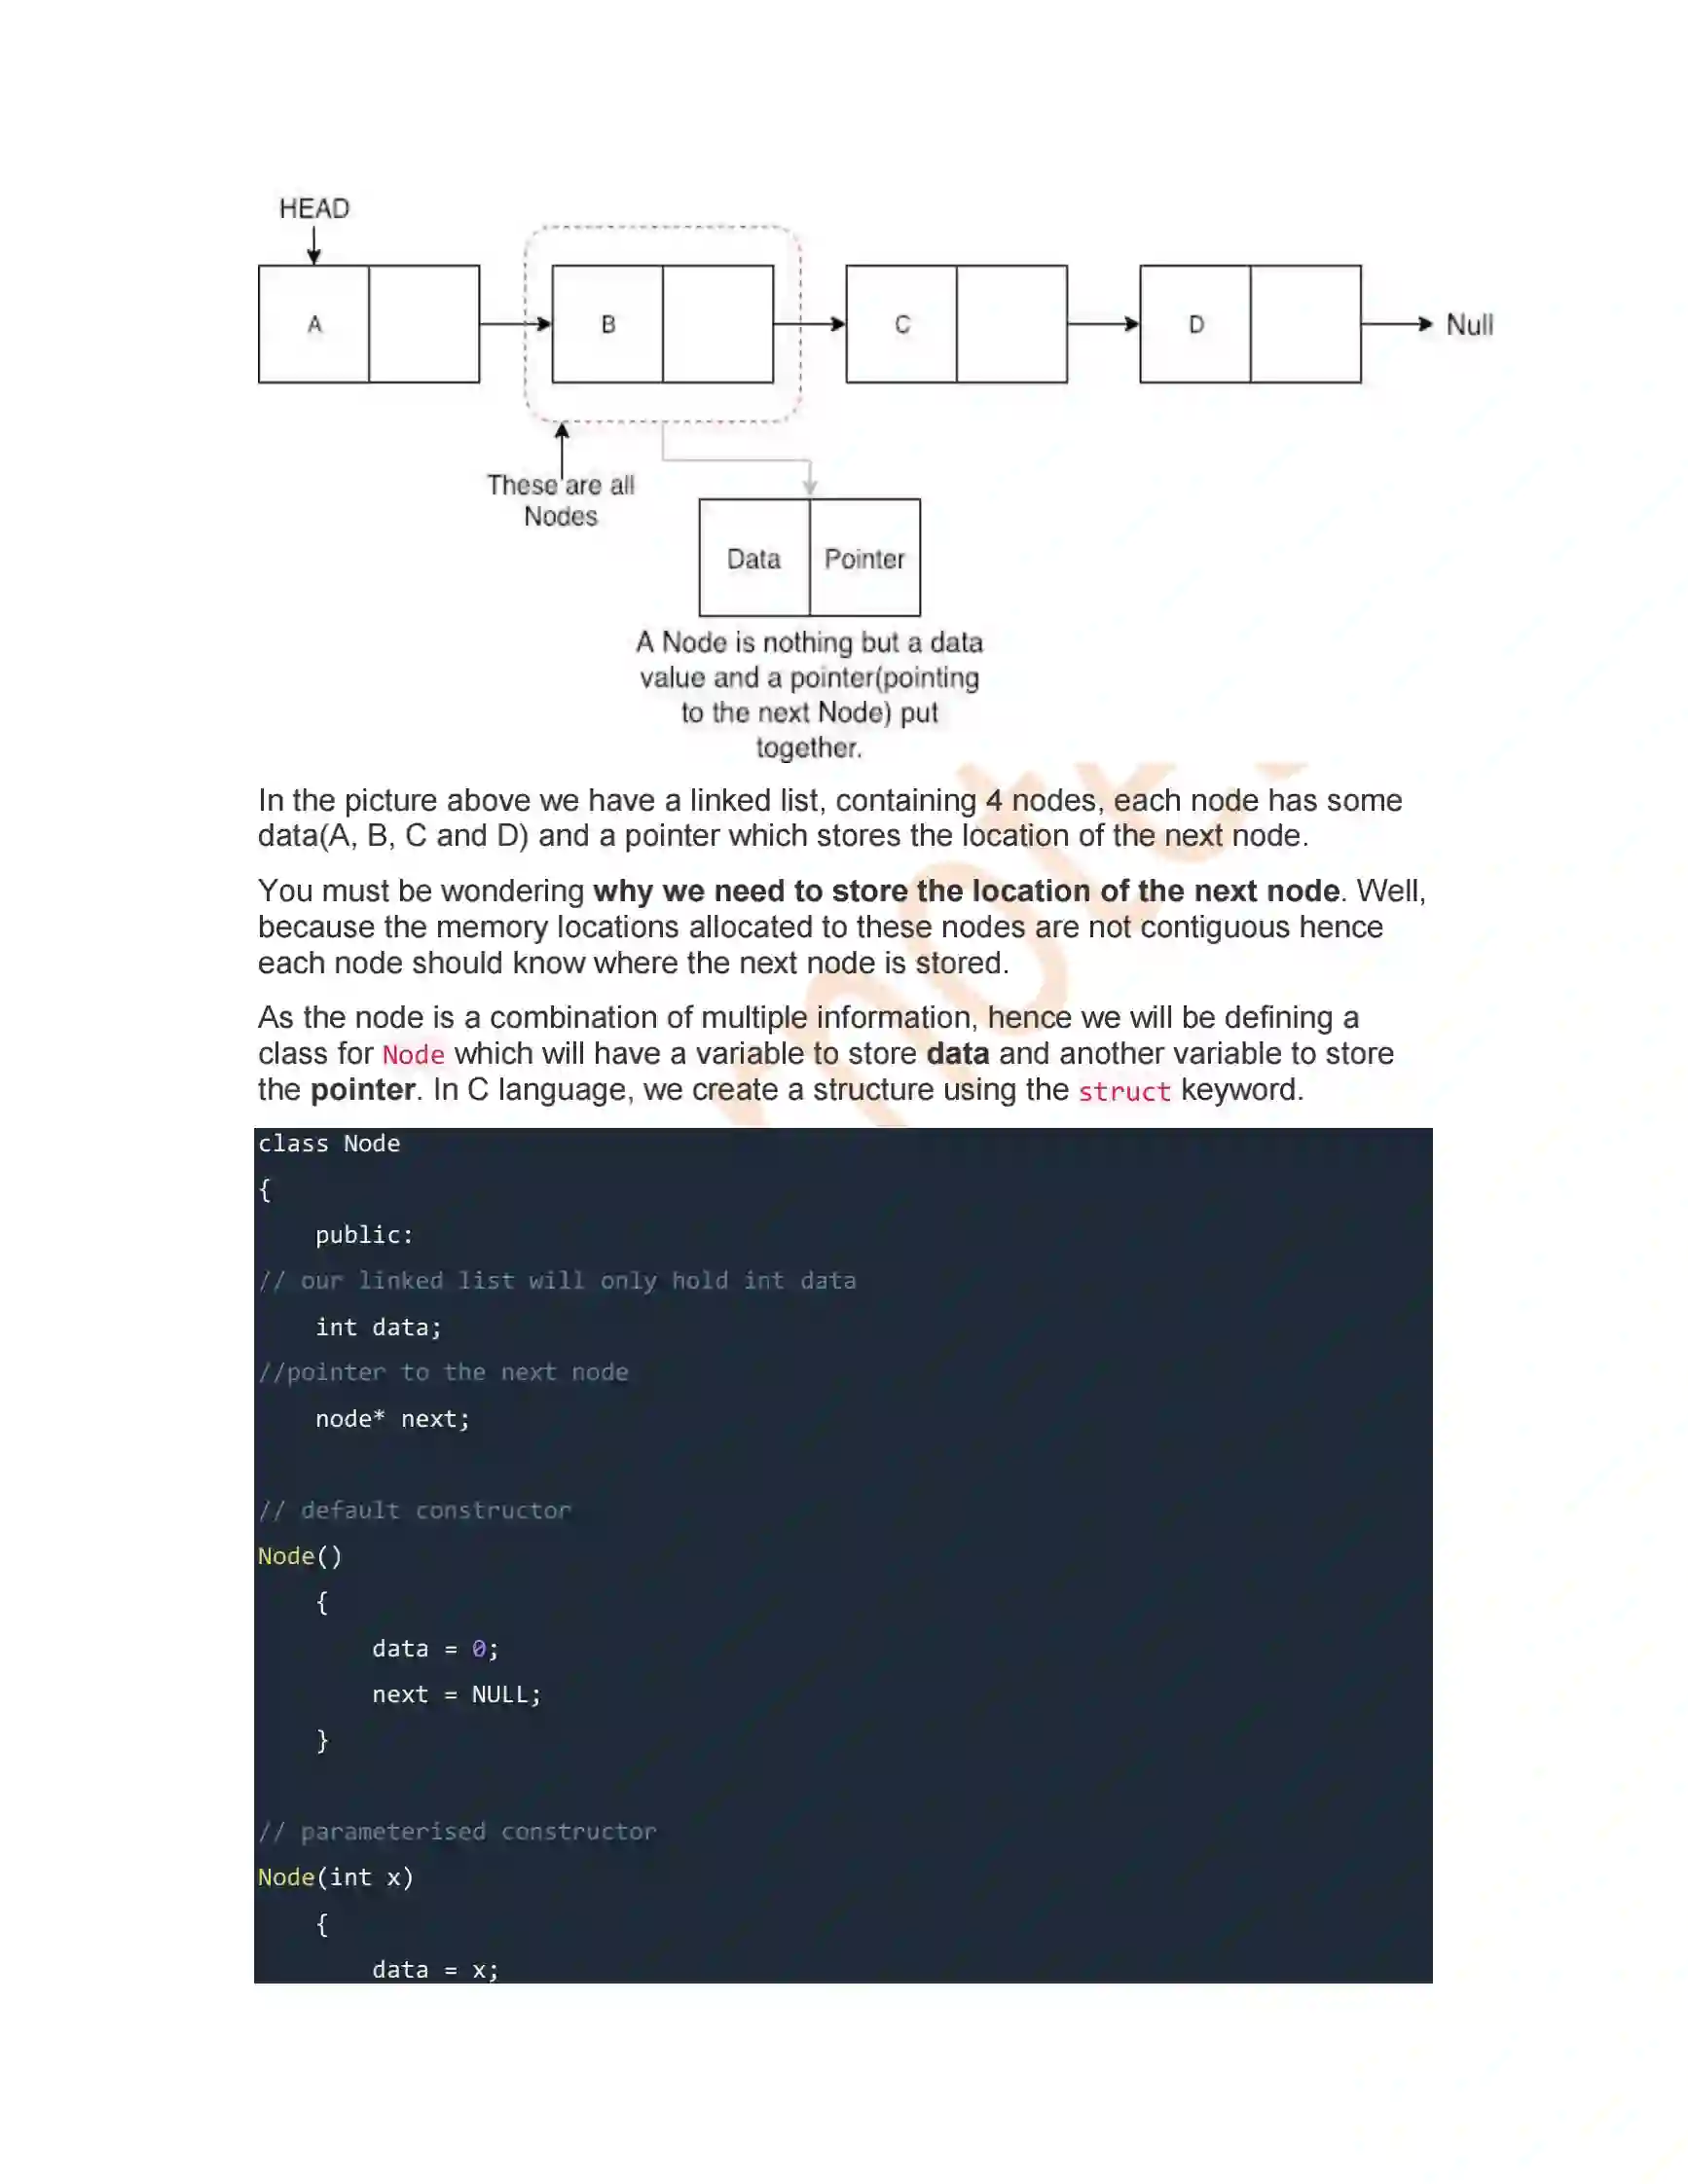 HEAD
A
B
C
D
Null
These are all
Nodes
Data
Pointer
A Node is nothing but a data
value and a pointer(pointing
to the next Node) put
together.
In the picture above we have a linked list, containing 4 nodes, each node has some
data(A, B, C and D) and a pointer which stores the location of the next node.
You must be wondering why we need to store the location of the next node. Well,
because the memory locations allocated to these nodes are not contiguous hence
each node should know where the next node is stored.
As the node is a combination of multiple information, hence we will be defining a
class for Node which will have a variable to store data and another variable to store
the pointer. In C language, we create a structure using the struct keyword.
class Node
{
    public:
// our linked list will only hold int data
    int data;
//pointer to the next node
    node* next;
// default constructor
Node()
    {
        data = 0;
        next = NULL;
    }
// parameterised constructor
Node(int x)
    {
        data = x;